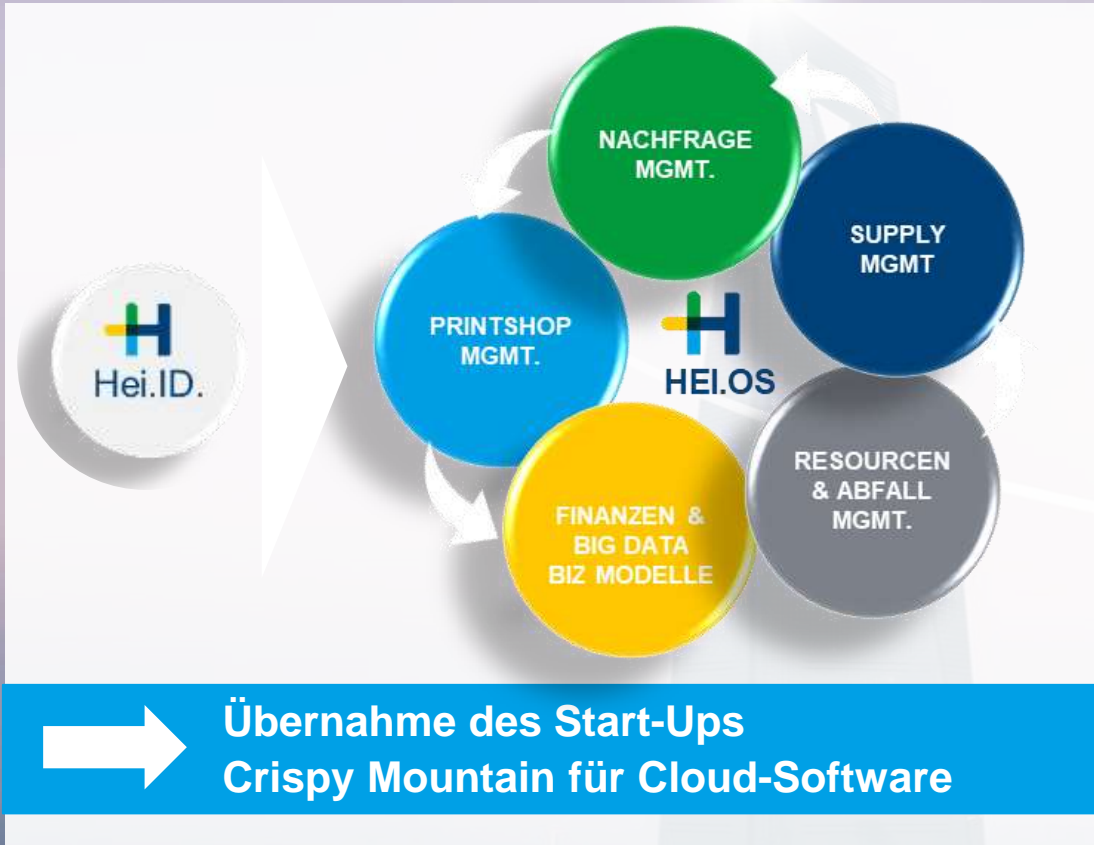 NACHFRAGE
MGMT.
SUPPLY
MGMT
PRINTSHOP
MGMT.
HEI.OS
Hei.ID.
RESOURCEN
& ABFALL
MGMT.
FINANZEN &
BIG DATA
BIZ MODELLE
Übernahme des Start-Ups
Crispy Mountain für Cloud-Software